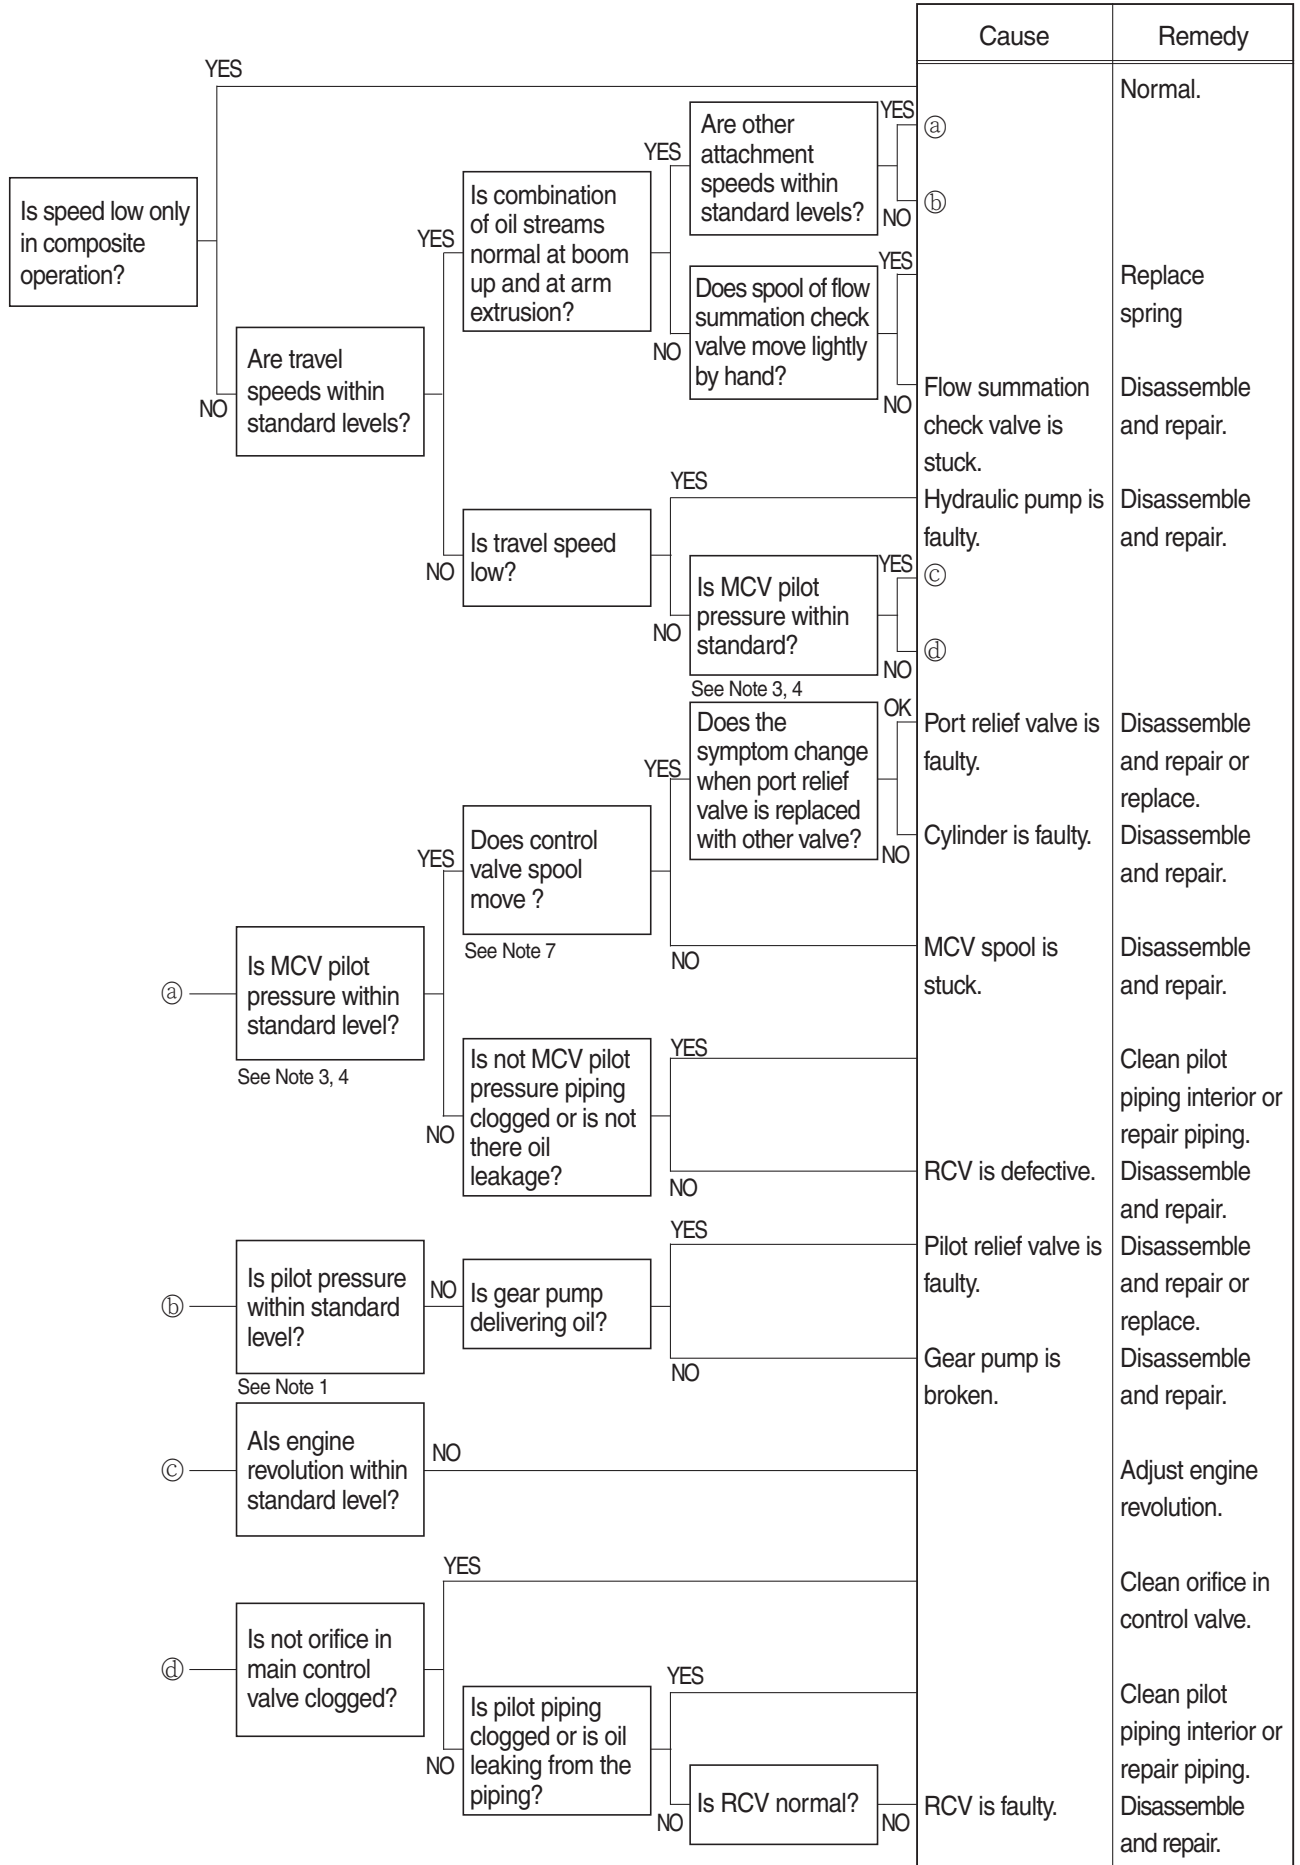 Cause
Remedy
YES
Normal.
Is speed low only
in composite
operation?
NO
Are travel
speeds within
standard levels?
YES
Is combination
of oil streams
normal at boom
up and at arm
extrusion?
YES
Are other
attachment
speeds within
standard levels?
YES
ⓐ
NO
ⓑ
NO
Does spool of flow
summation check
valve move lightly
by hand?
YES
Replace
spring
NO
Flow summation
check valve is
stuck.
Disassemble
and repair.
NO
Is travel speed
low?
YES
Hydraulic pump is
faulty.
Disassemble
and repair.
NO
Is MCV pilot
pressure within
standard?
See Note 3, 4
YES
ⓒ
NO
ⓓ
ⓐ
Is MCV pilot
pressure within
standard level?
See Note 3, 4
YES
Does control
valve spool
move ?
See Note 7
YES
Does the
symptom change
when port relief
valve is replaced
with other valve?
OK
Port relief valve is
faulty.
Disassemble
and repair or
replace.
NO
Cylinder is faulty.
Disassemble
and repair.
NO
MCV spool is
stuck.
Disassemble
and repair.
NO
Is not MCV pilot
pressure piping
clogged or is not
there oil
leakage?
YES
Clean pilot
piping interior or
repair piping.
NO
RCV is defective.
Disassemble
and repair.
ⓑ
Is pilot pressure
within standard
level?
See Note 1
NO
Is gear pump
delivering oil?
YES
Pilot relief valve is
faulty.
Disassemble
and repair or
replace.
NO
Gear pump is
broken.
Disassemble
and repair.
ⓒ
AIs engine
revolution within
standard level?
NO
Adjust engine
revolution.
ⓓ
Is not orifice in
main control
valve clogged?
YES
Clean orifice in
control valve.
NO
Is pilot piping
clogged or is oil
leaking from the
piping?
YES
Clean pilot
piping interior or
repair piping.
NO
Is RCV normal?
NO
RCV is faulty.
Disassemble
and repair.